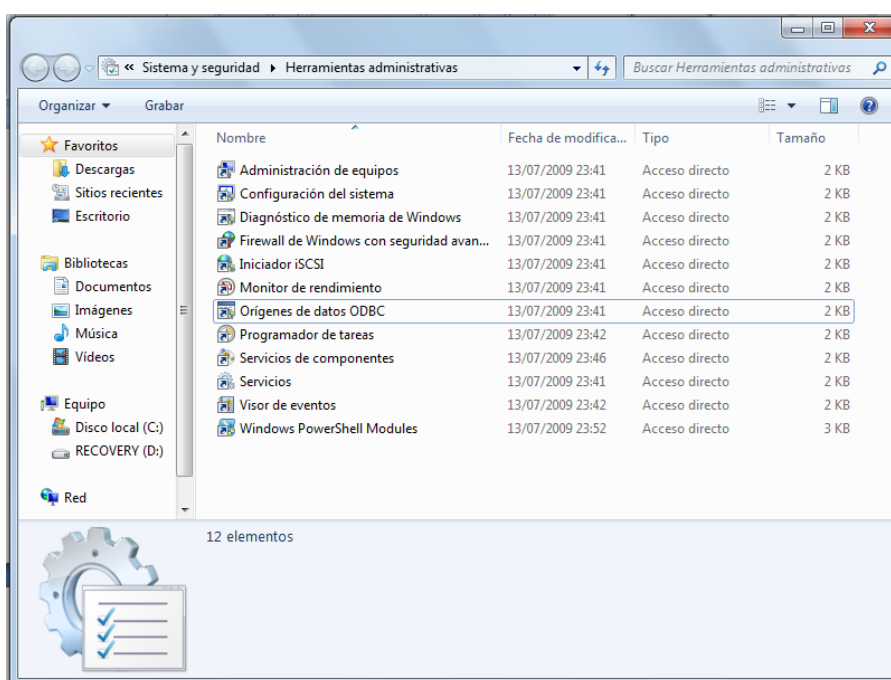 « Sistema y seguridad ▸ Herramientas administrativas
Buscar Herramientas administrativas
Organizar
Grabar
Favoritos
Descargas
Sitios recientes
Escritorio
Bibliotecas
Documentos
Imágenes
Música
Vídeos
Equipo
Disco local (C:)
RECOVERY (D:)
Red
Nombre Fecha de modifica... Tipo Tamaño
Administración de equipos 13/07/2009 23:41 Acceso directo 2 KB
Configuración del sistema 13/07/2009 23:41 Acceso directo 2 KB
Diagnóstico de memoria de Windows 13/07/2009 23:41 Acceso directo 2 KB
Firewall de Windows con seguridad avan... 13/07/2009 23:41 Acceso directo 2 KB
Iniciador iSCSI 13/07/2009 23:41 Acceso directo 2 KB
Monitor de rendimiento 13/07/2009 23:41 Acceso directo 2 KB
Orígenes de datos ODBC 13/07/2009 23:41 Acceso directo 2 KB
Programador de tareas 13/07/2009 23:42 Acceso directo 2 KB
Servicios de componentes 13/07/2009 23:46 Acceso directo 2 KB
Servicios 13/07/2009 23:41 Acceso directo 2 KB
Visor de eventos 13/07/2009 23:42 Acceso directo 2 KB
Windows PowerShell Modules 13/07/2009 23:52 Acceso directo 3 KB
12 elementos